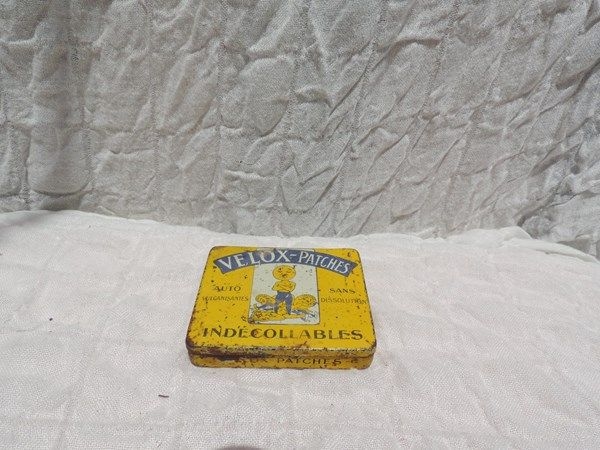 VELOX-PATCHES
AUTO SANS
VULCANISANTES DISSOLUTION
INDÉCOLLABLES
PATCHES